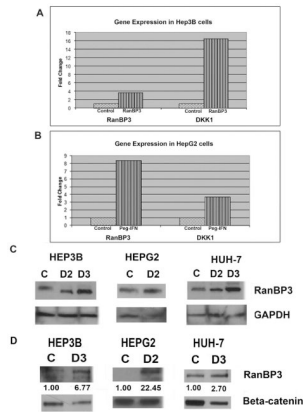 A
Gene Expression in Hep3B cells
Fold Change
18
16
14
12
10
8
6
4
2
0
Control RanBP3 Control RanBP3
RanBP3 DKK1
B
Gene Expression in HepG2 cells
Fold Change
9
8
7
6
5
4
3
2
1
0
Control Peg-IFN Control Peg-IFN
RanBP3 DKK1
C
HEP3B HEPG2 HUH-7
C D2 D3 C D2 C D2 D3
RanBP3
GAPDH
D
HEP3B HEPG2 HUH-7
C D3 C D2 C D3
RanBP3
1.00 6.77 1.00 22.45 1.00 2.70
Beta-catenin